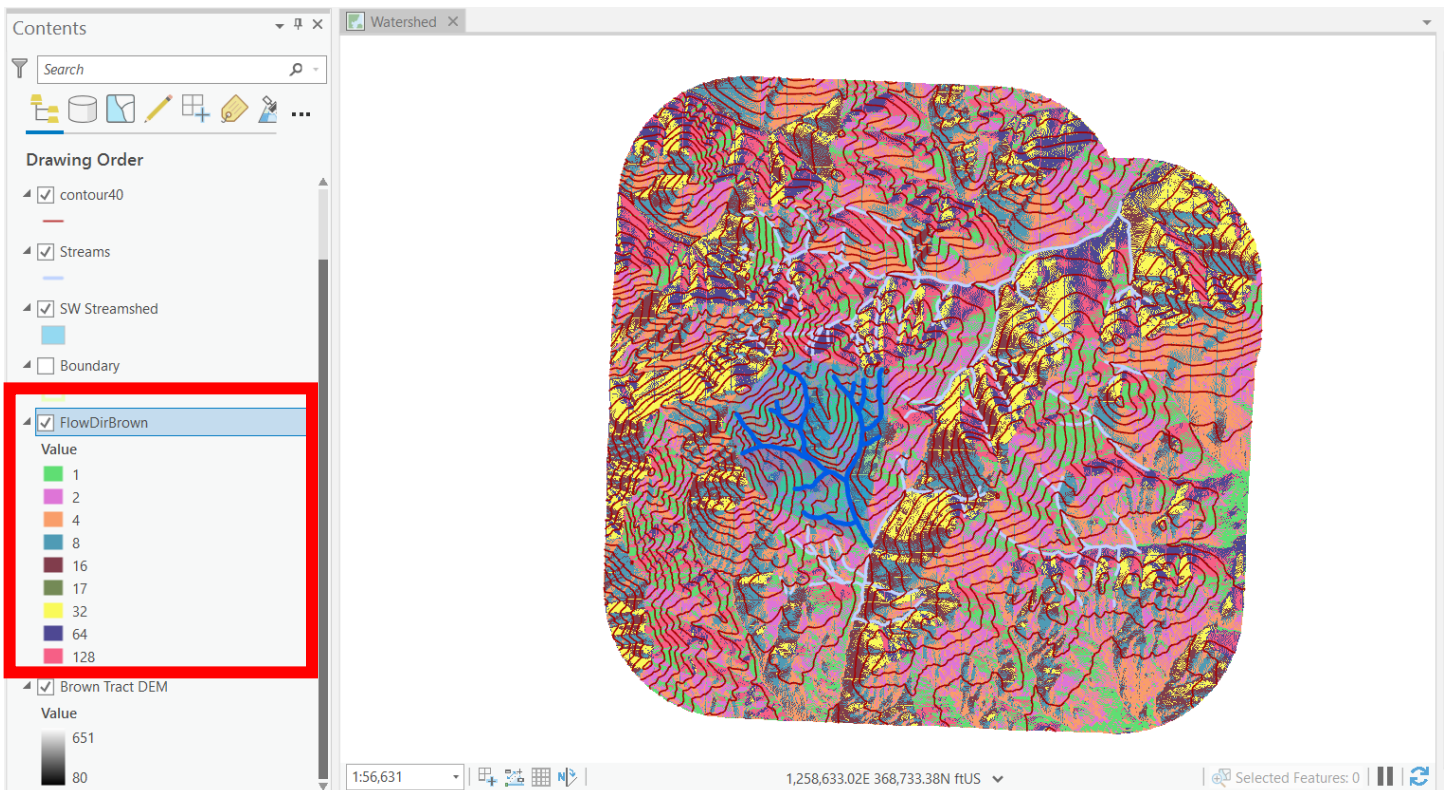 Contents
Watershed
Search
Drawing Order
contour40
Streams
SW Streamshed
Boundary
FlowDirBrown
Value
1
2
4
8
16
17
32
64
128
Brown Tract DEM
Value
651
80
1:56,631
N
1,258,633.02E 368,733.38N ftUS
Selected Features: 0